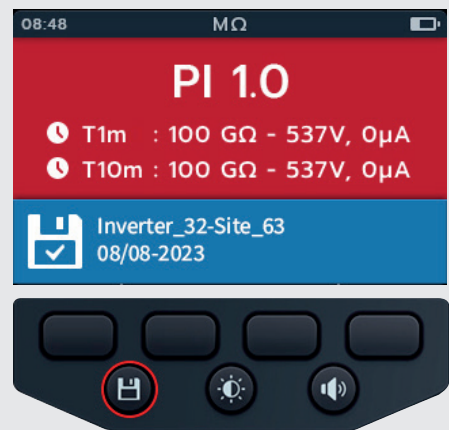 08:48 MΩ
PI 1.0
T1m : 100 GΩ - 537V, 0µA
T10m : 100 GΩ - 537V, 0µA
Inverter_32-Site_63
08/08-2023